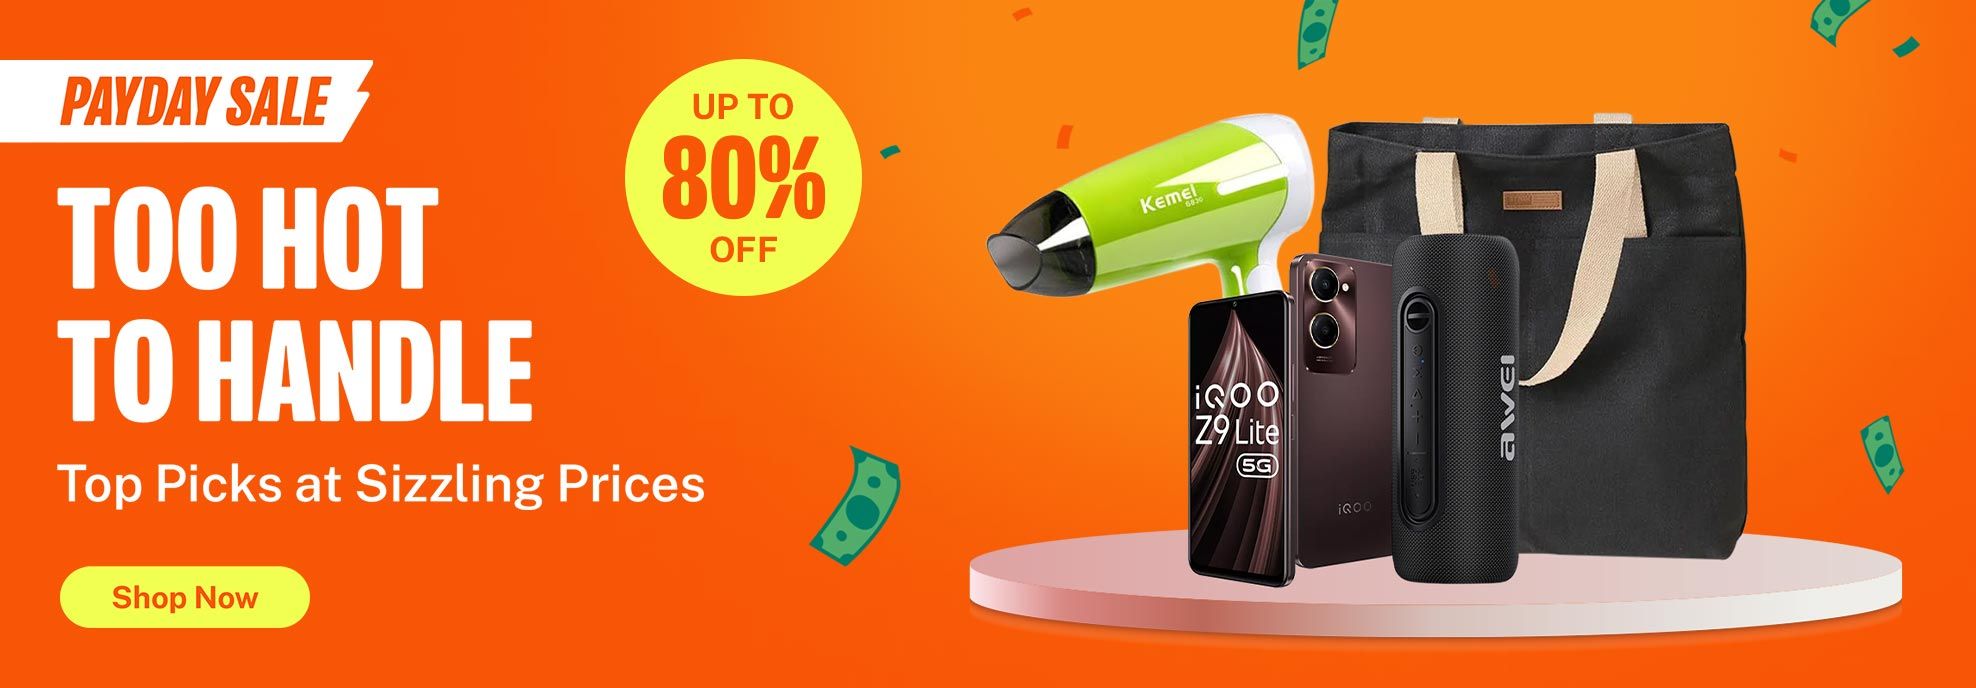 PAYDAY SALE
TOO HOT
TO HANDLE
Top Picks at Sizzling Prices
Shop Now
UP TO
80%
OFF
Kemei
iQOO
Z9 Lite
5G
iQOO
awei